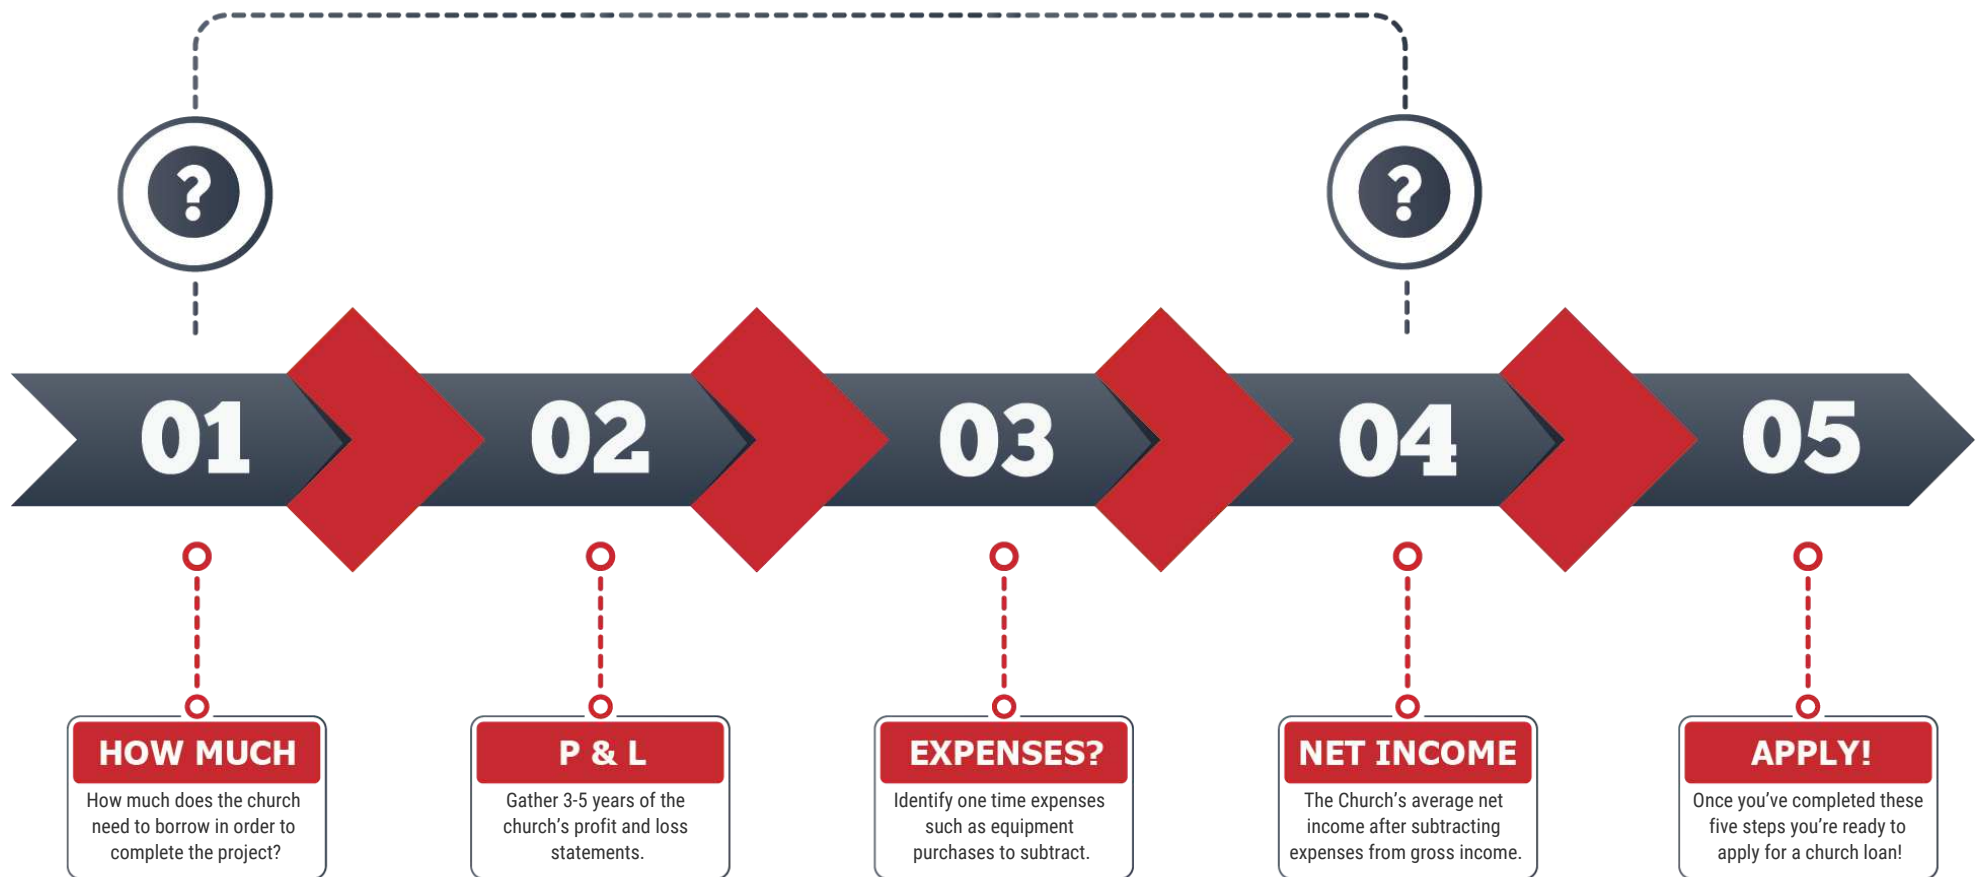 ?
?
01
02
03
04
05
HOW MUCH
How much does the church
need to borrow in order to
complete the project?
P & L
Gather 3-5 years of the
church's profit and loss
statements.
EXPENSES?
Identify one time expenses
such as equipment
purchases to subtract.
NET INCOME
The Church's average net
income after subtracting
expenses from gross income.
APPLY!
Once you've completed these
five steps you're ready to
apply for a church loan!